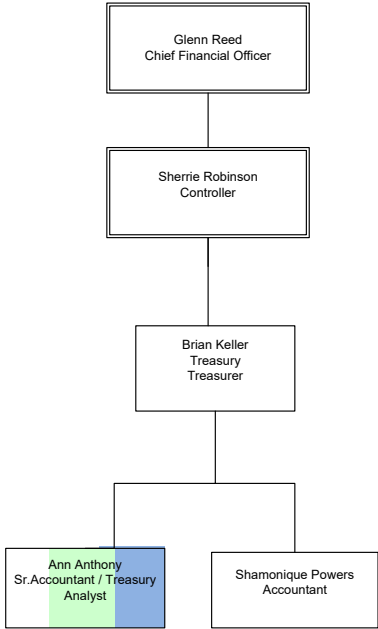 Glenn Reed
Chief Financial Officer
Sherrie Robinson
Controller
Brian Keller
Treasury
Treasurer
Ann Anthony
Sr.Accountant / Treasury
Analyst
Shamonique Powers
Accountant